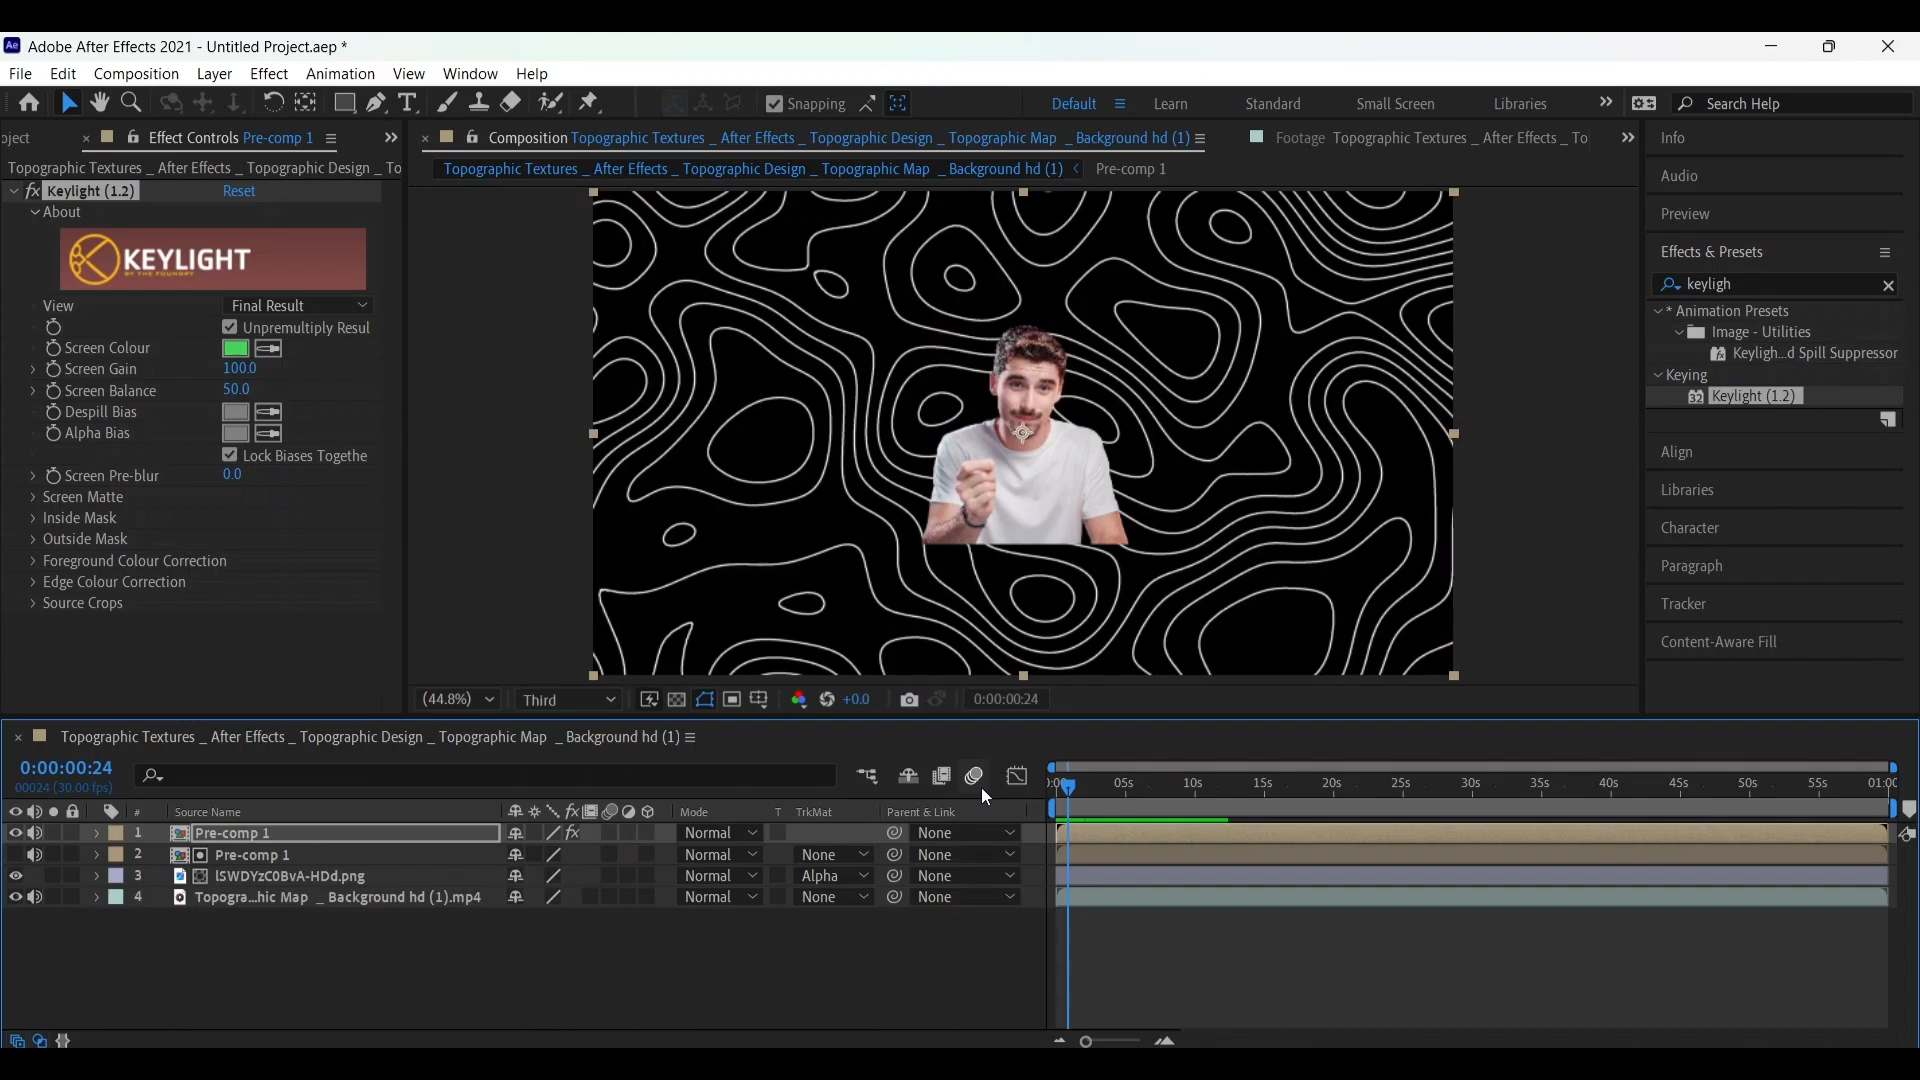 Ae Adobe After Effects 2021 - Untitled Project.aep *
File Edit Composition Layer Effect Animation View Window Help
Snapping Default Learn Standard Small Screen Libraries Search Help
oject Effect Controls Pre-comp 1
Topographic Textures _ After Effects _ Topographic Design _ To
fx Keylight (1.2) Reset
About
KEYLIGHT
BY THE FOUNDRY
View Final Result
Unpremultiply Resul
Screen Colour
Screen Gain 100.0
Screen Balance 50.0
Despill Bias
Alpha Bias
Lock Biases Togethe
Screen Pre-blur 0.0
Screen Matte
Inside Mask
Outside Mask
Foreground Colour Correction
Edge Colour Correction
Source Crops
Composition Topographic Textures _ After Effects _ Topographic Design _ Topographic Map _ Background hd (1)
Footage Topographic Textures _ After Effects _ To
Topographic Textures _ After Effects _ Topographic Design _ Topographic Map _ Background hd (1) Pre-comp 1
(44.8%) Third +0.0 0:00:00:24
Info
Audio
Preview
Effects & Presets
keyligh
* Animation Presets
Image - Utilities
Keyligh...d Spill Suppressor
Keying
32 Keylight (1.2)
Align
Libraries
Character
Paragraph
Tracker
Content-Aware Fill
Topographic Textures _ After Effects _ Topographic Design _ Topographic Map _ Background hd (1)
0:00:00:24
00024 (30.00 fps)
05s 10s 15s 20s 25s 30s 35s 40s 45s 50s 55s 01:00
# Source Name fx Mode T TrkMat Parent & Link
1 Pre-comp 1 fx Normal None
2 Pre-comp 1 Normal None None
3 lSWDYzC0BvA-HDd.png Normal Alpha None
4 Topogra...hic Map _ Background hd (1).mp4 Normal None None